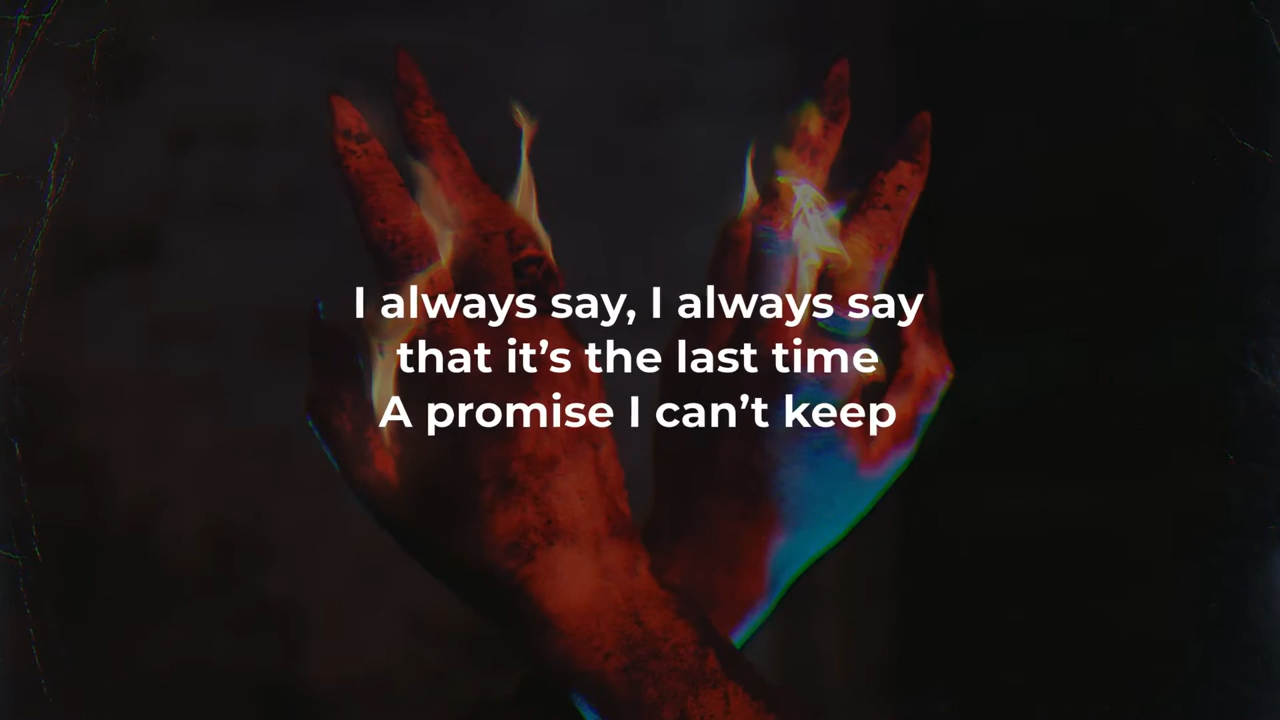 I always say, I always say
that it’s the last time
A promise I can’t keep